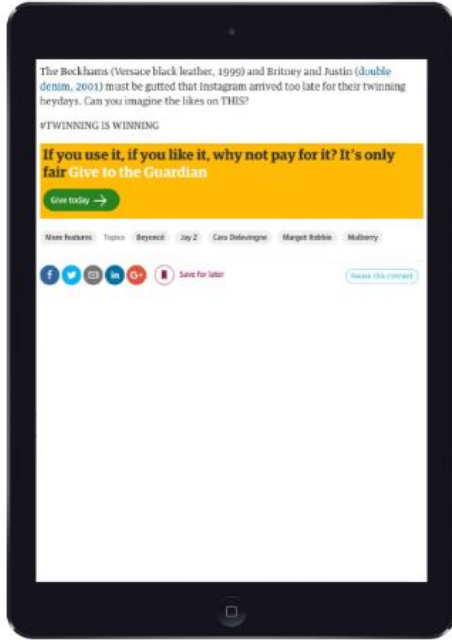 The Beckhams (Versace black leather, 1999) and Britney and Justin (double
denim, 2001) must be gutted that Instagram arrived too late for their twinning
heydays. Can you imagine the likes on THIS?
#TWINNING IS WINNING
If you use it, if you like it, why not pay for it? It's only
fair Give to the Guardian
Give today →
More features Topics Beyoncé Jay Z Cara Delevingne Margot Robbie Mulberry
f in G+ Save for later Reuse this content